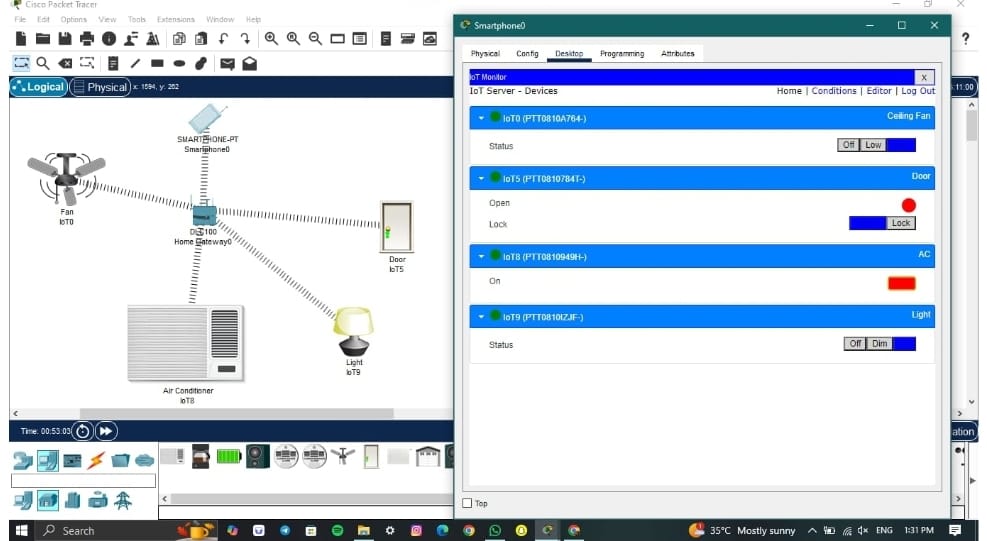 Cisco Packet Tracer
File Edit Options View Tools Extensions Window Help
Logical Physical x: 1594, y: 262
SMARTPHONE-PT
Smartphone0
Fan
IoT0
DLC100
Home Gateway0
Door
IoT5
Light
IoT9
Air Conditioner
IoT8
Time: 00:53:03
Smartphone0
Physical Config Desktop Programming Attributes
IoT Monitor X
IoT Server - Devices Home | Conditions | Editor | Log Out
IoT0 (PTT0810A764-) Ceiling Fan
Status Off Low
IoT5 (PTT0810784T-) Door
Open
Lock Lock
IoT8 (PTT0810949H-) AC
On
IoT9 (PTT0810IZJF-) Light
Status Off Dim
Top
?
11:00
ation
Search 35°C Mostly sunny ENG 1:31 PM